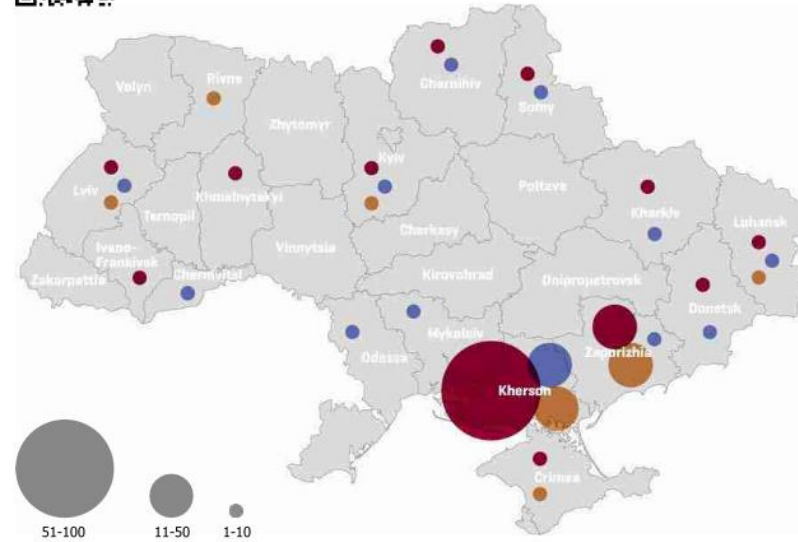 Chernihiv
Volyn
Rivne
Sumy
Zhytomyr
Kyiv
Poltava
Kharkiv
Lviv
Khmelnytskyi
Luhansk
Ternopil
Cherkasy
Ivano-
Frankivsk
Vinnytsia
Zakarpattia
Chernivtsi
Kirovohrad
Dnipropetrovsk
Donetsk
Mykolaiv
Odessa
Zaporizhia
Kherson
Crimea
51-100
11-50
1-10